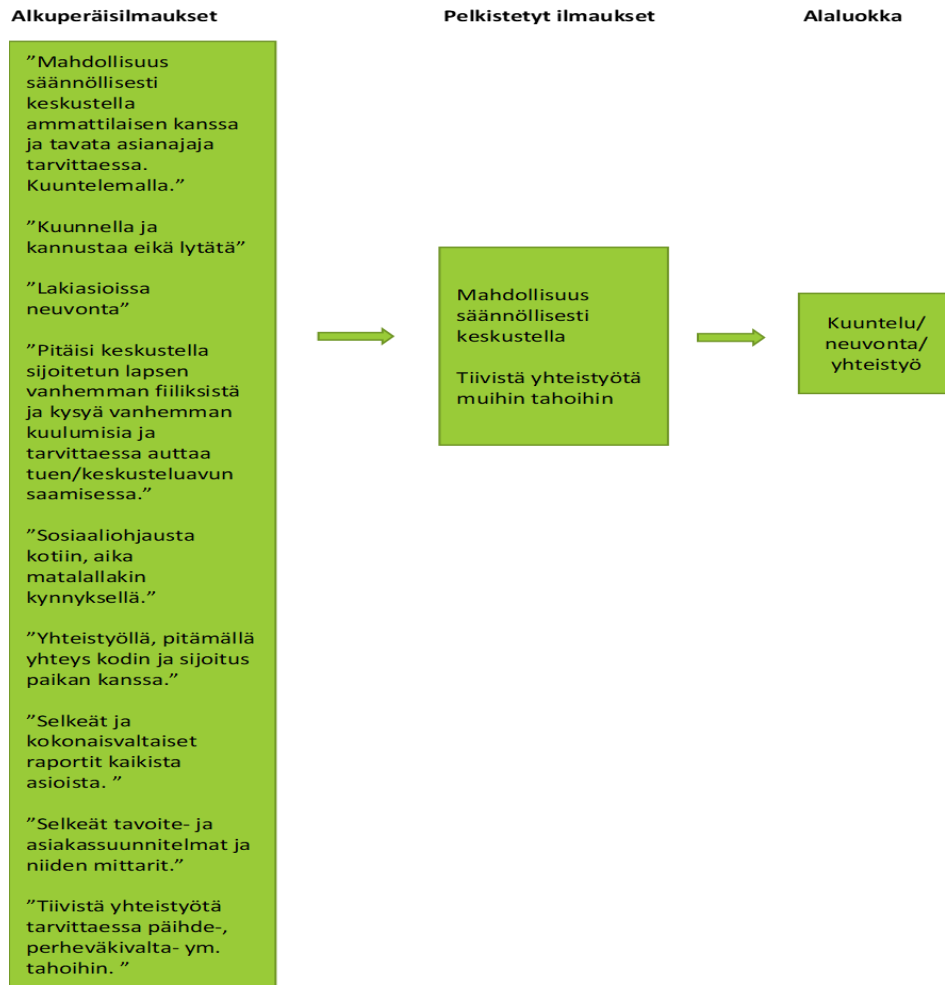 Alkuperäisilmaukset
Pelkistetyt ilmaukset
Alaluokka
”Mahdollisuus
säännöllisesti
keskustella
ammattilaisen kanssa
ja tavata asianajaja
tarvittaessa.
Kuuntelemalla.”
”Kuunnella ja
kannustaa eikä lytätä”
”Lakiasioissa
neuvonta”
”Pitäisi keskustella
sijoitetun lapsen
vanhemman fiiliksistä
ja kysyä vanhemman
kuulumisia ja
tarvittaessa auttaa
tuen/keskusteluavun
saamisessa.”
”Sosiaaliohjausta
kotiin, aika
matalallakin
kynnyksellä.”
”Yhteistyöllä, pitämällä
yhteys kodin ja sijoitus
paikan kanssa.”
”Selkeät ja
kokonaisvaltaiset
raportit kaikista
asioista. ”
”Selkeät tavoite- ja
asiakassuunnitelmat ja
niiden mittarit.”
”Tiivistä yhteistyötä
tarvittaessa päihde-,
perheväkivalta- ym.
tahoihin. ”
Mahdollisuus
säännöllisesti
keskustella
Tiivistä yhteistyötä
muihin tahoihin
Kuuntelu/
neuvonta/
yhteistyö